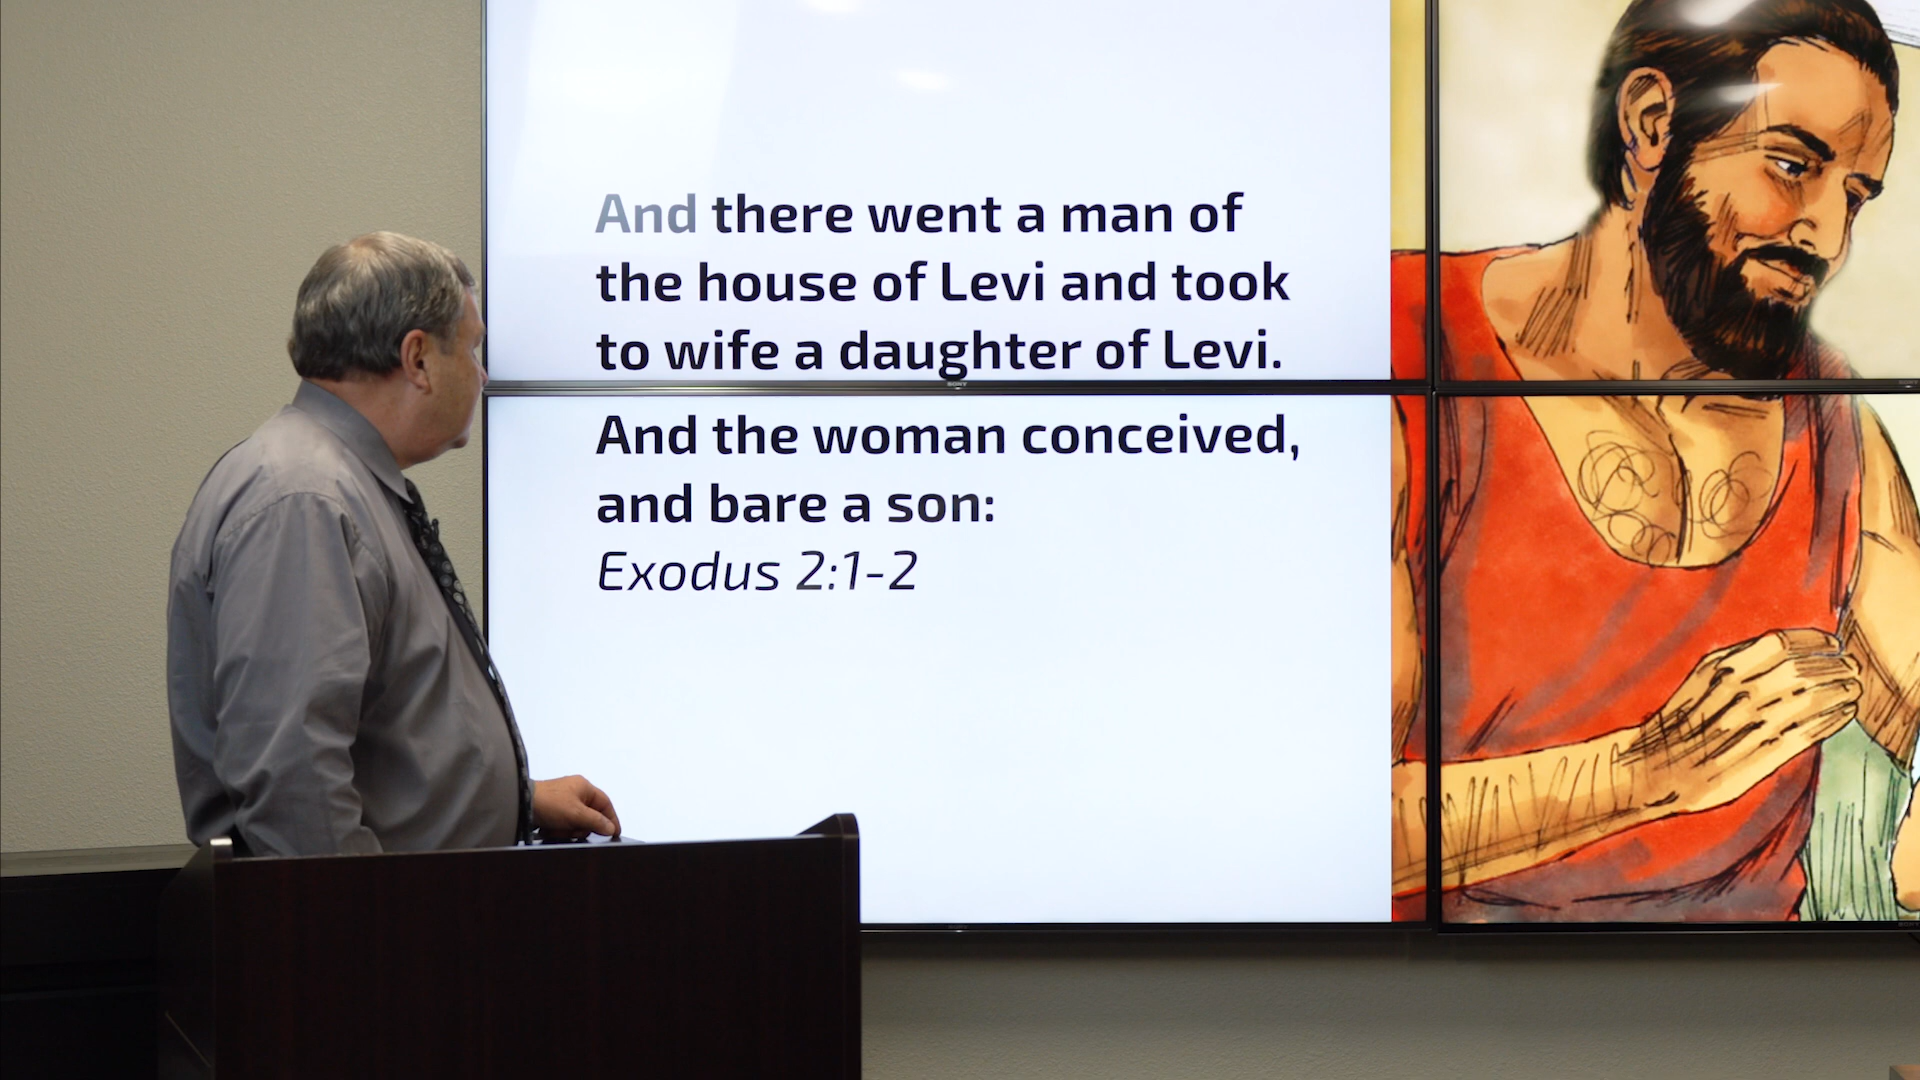 And there went a man of
the house of Levi and took
to wife a daughter of Levi.
SONY
And the woman conceived,
and bare a son:
Exodus 2:1-2